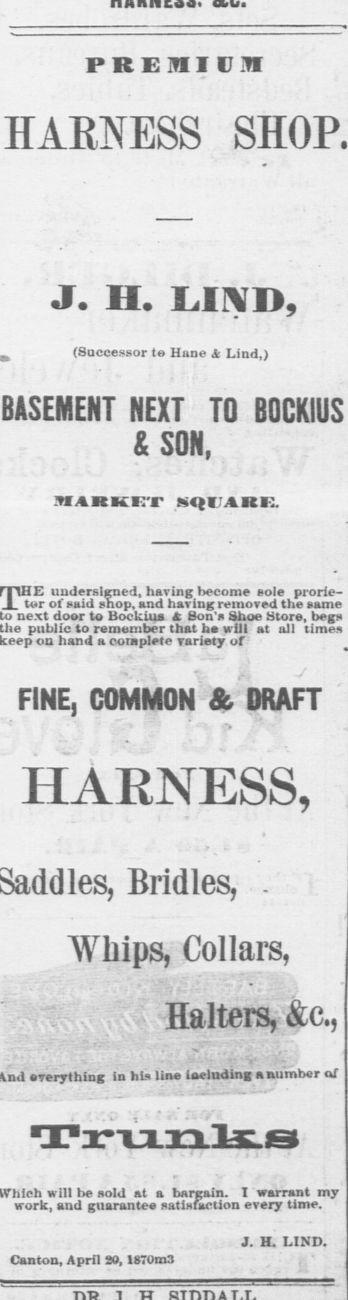 HARNESS. &C.
PREMIUM
HARNESS SHOP.
J. H. LIND,
(Successor to Hane & Lind,)
BASEMENT NEXT TO BOCKIUS
& SON,
MARKET SQUARE.
THE undersigned, having become sole prorie-
tor of said shop, and having removed the same
to next door to Bockius & Son's Shoe Store, begs
the public to remember that he will at all times
keep on hand a complete variety of
FINE, COMMON & DRAFT
HARNESS,
Saddles, Bridles,
Whips, Collars,
Halters, &c.,
And everything in his line including a number of
Trunks
Which will be sold at a bargain. I warrant my
work, and guarantee satisfaction every time.
J. H. LIND.
Canton, April 20, 1870m3
DR. J. H. SIDDALL